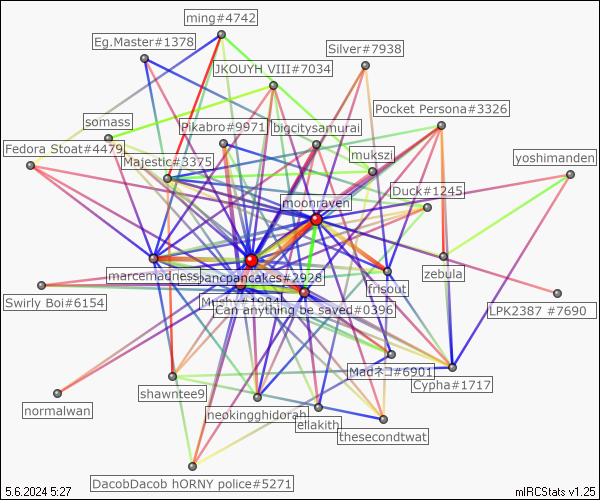 ming#4742
Eg.Master#1378
Silver#7938
JKOUYH VIII#7034
Pocket Persona#3326
somass
Pikabro#9971
bigcitysamurai
Fedora Stoat#4479
mukszi
yoshimanden
Majestic#3375
Duck#1245
moonraven
marcemadness
pancpancakes#2928
zebula
frisout
Swirly Boi#6154
Mushy#1984
LPK2387 #7690
Can anything be saved#0396
Madネコ#6901
Cypha#1717
shawntee9
normalwan
neokingghidorah
ellakith
thesecondtwat
DacobDacob hORNY police#5271
5.6.2024 5:27
mIRCStats v1.25